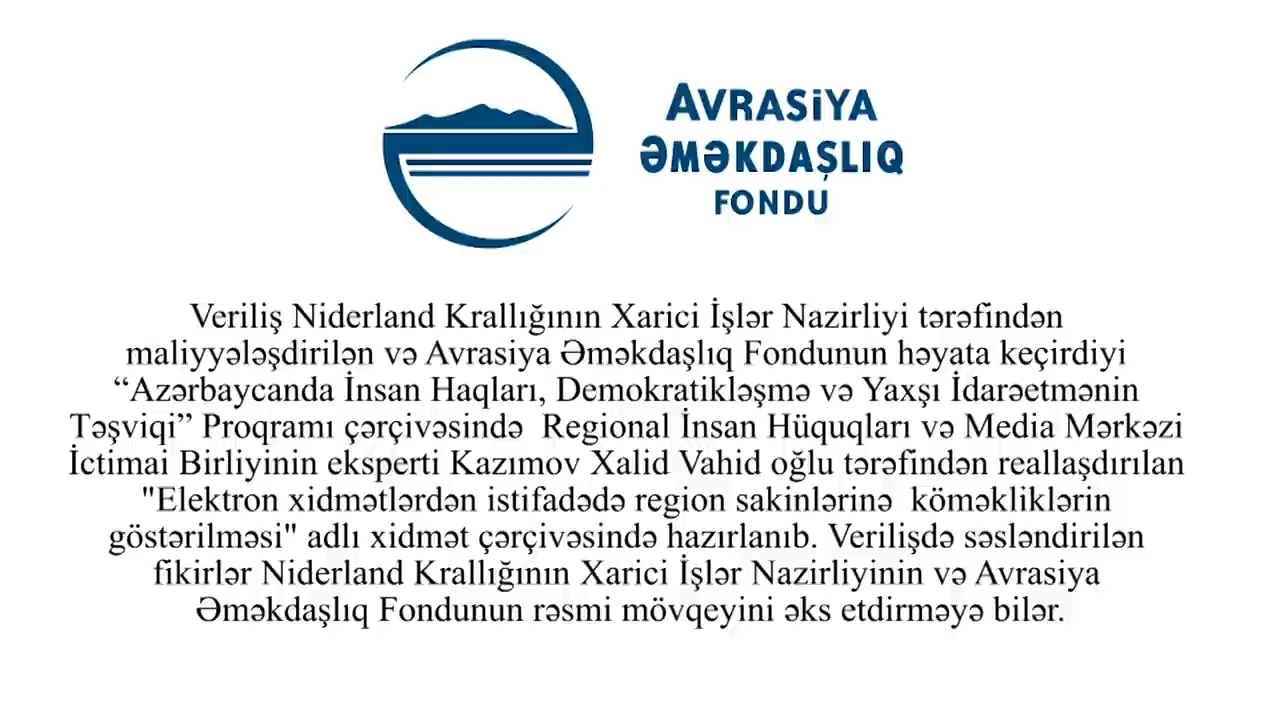 AVRASİYA
ƏMƏKDAŞLIQ
FONDU
Veriliş Niderland Krallığının Xarici İşlər Nazirliyi tərəfindən
maliyyələşdirilən və Avrasiya Əməkdaşlıq Fondunun həyata keçirdiyi
“Azərbaycanda İnsan Haqları, Demokratikləşmə və Yaxşı İdarəetmənin
Təşviqi” Proqramı çərçivəsində  Regional İnsan Hüquqları və Media Mərkəzi
İctimai Birliyinin eksperti Kazımov Xalid Vahid oğlu tərəfindən reallaşdırılan
"Elektron xidmətlərdən istifadədə region sakinlərinə  köməkliklərin
göstərilməsi" adlı xidmət çərçivəsində hazırlanıb. Verilişdə səsləndirilən
fikirlər Niderland Krallığının Xarici İşlər Nazirliyinin və Avrasiya
Əməkdaşlıq Fondunun rəsmi mövqeyini əks etdirməyə bilər.